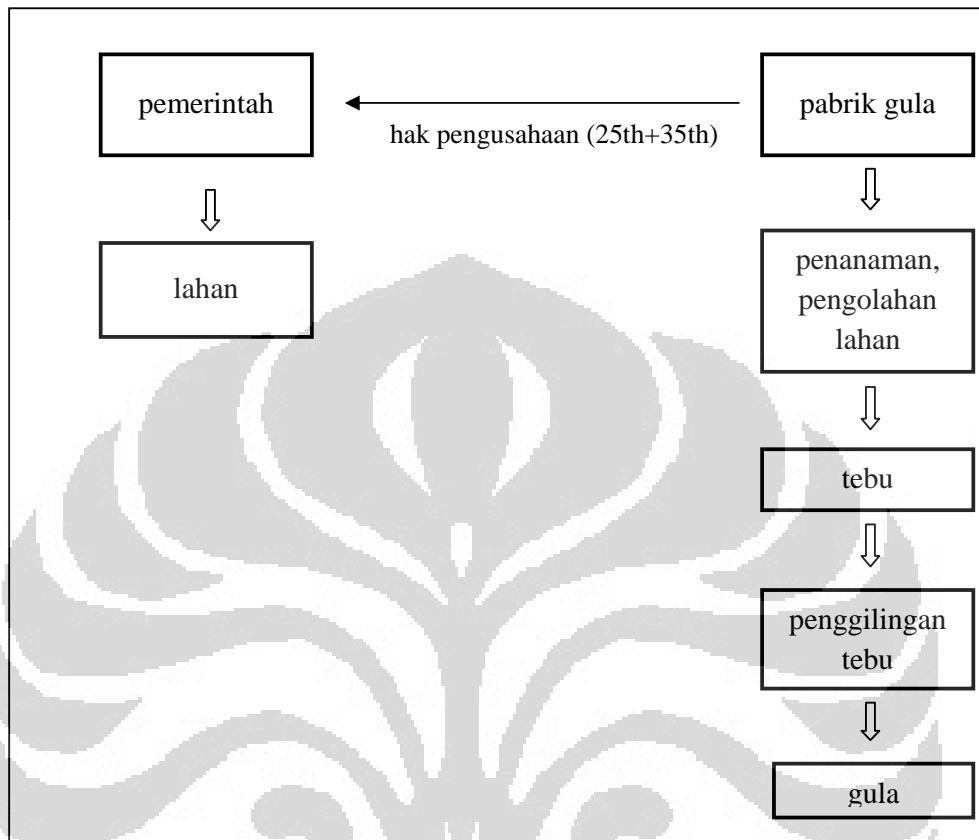 pemerintah
pabrik gula
hak pengusahaan (25th+35th)
lahan
penanaman,
pengolahan
lahan
tebu
penggilingan
tebu
gula